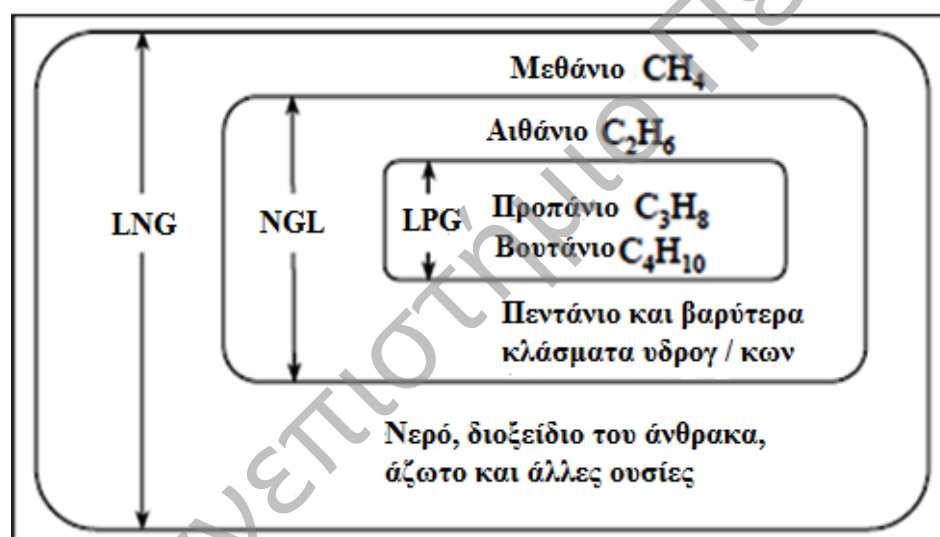 Μεθάνιο CH₄
Αιθάνιο C₂H₆
LNG NGL LPG Προπάνιο C₃H₈
Βουτάνιο C₄H₁₀
Πεντάνιο και βαρύτερα
κλάσματα υδρογ / κων
Νερό, διοξείδιο του άνθρακα,
άζωτο και άλλες ουσίες